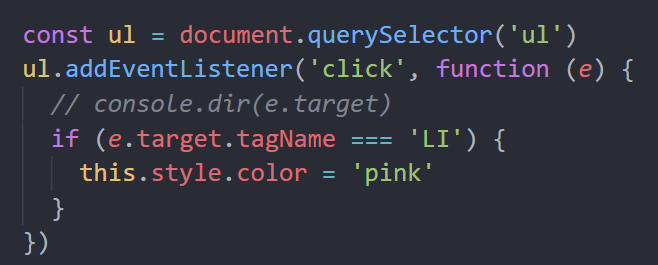 const ul = document.querySelector('ul')
ul.addEventListener('click', function (e) {
  // console.dir(e.target)
  if (e.target.tagName === 'LI') {
    this.style.color = 'pink'
  }
})